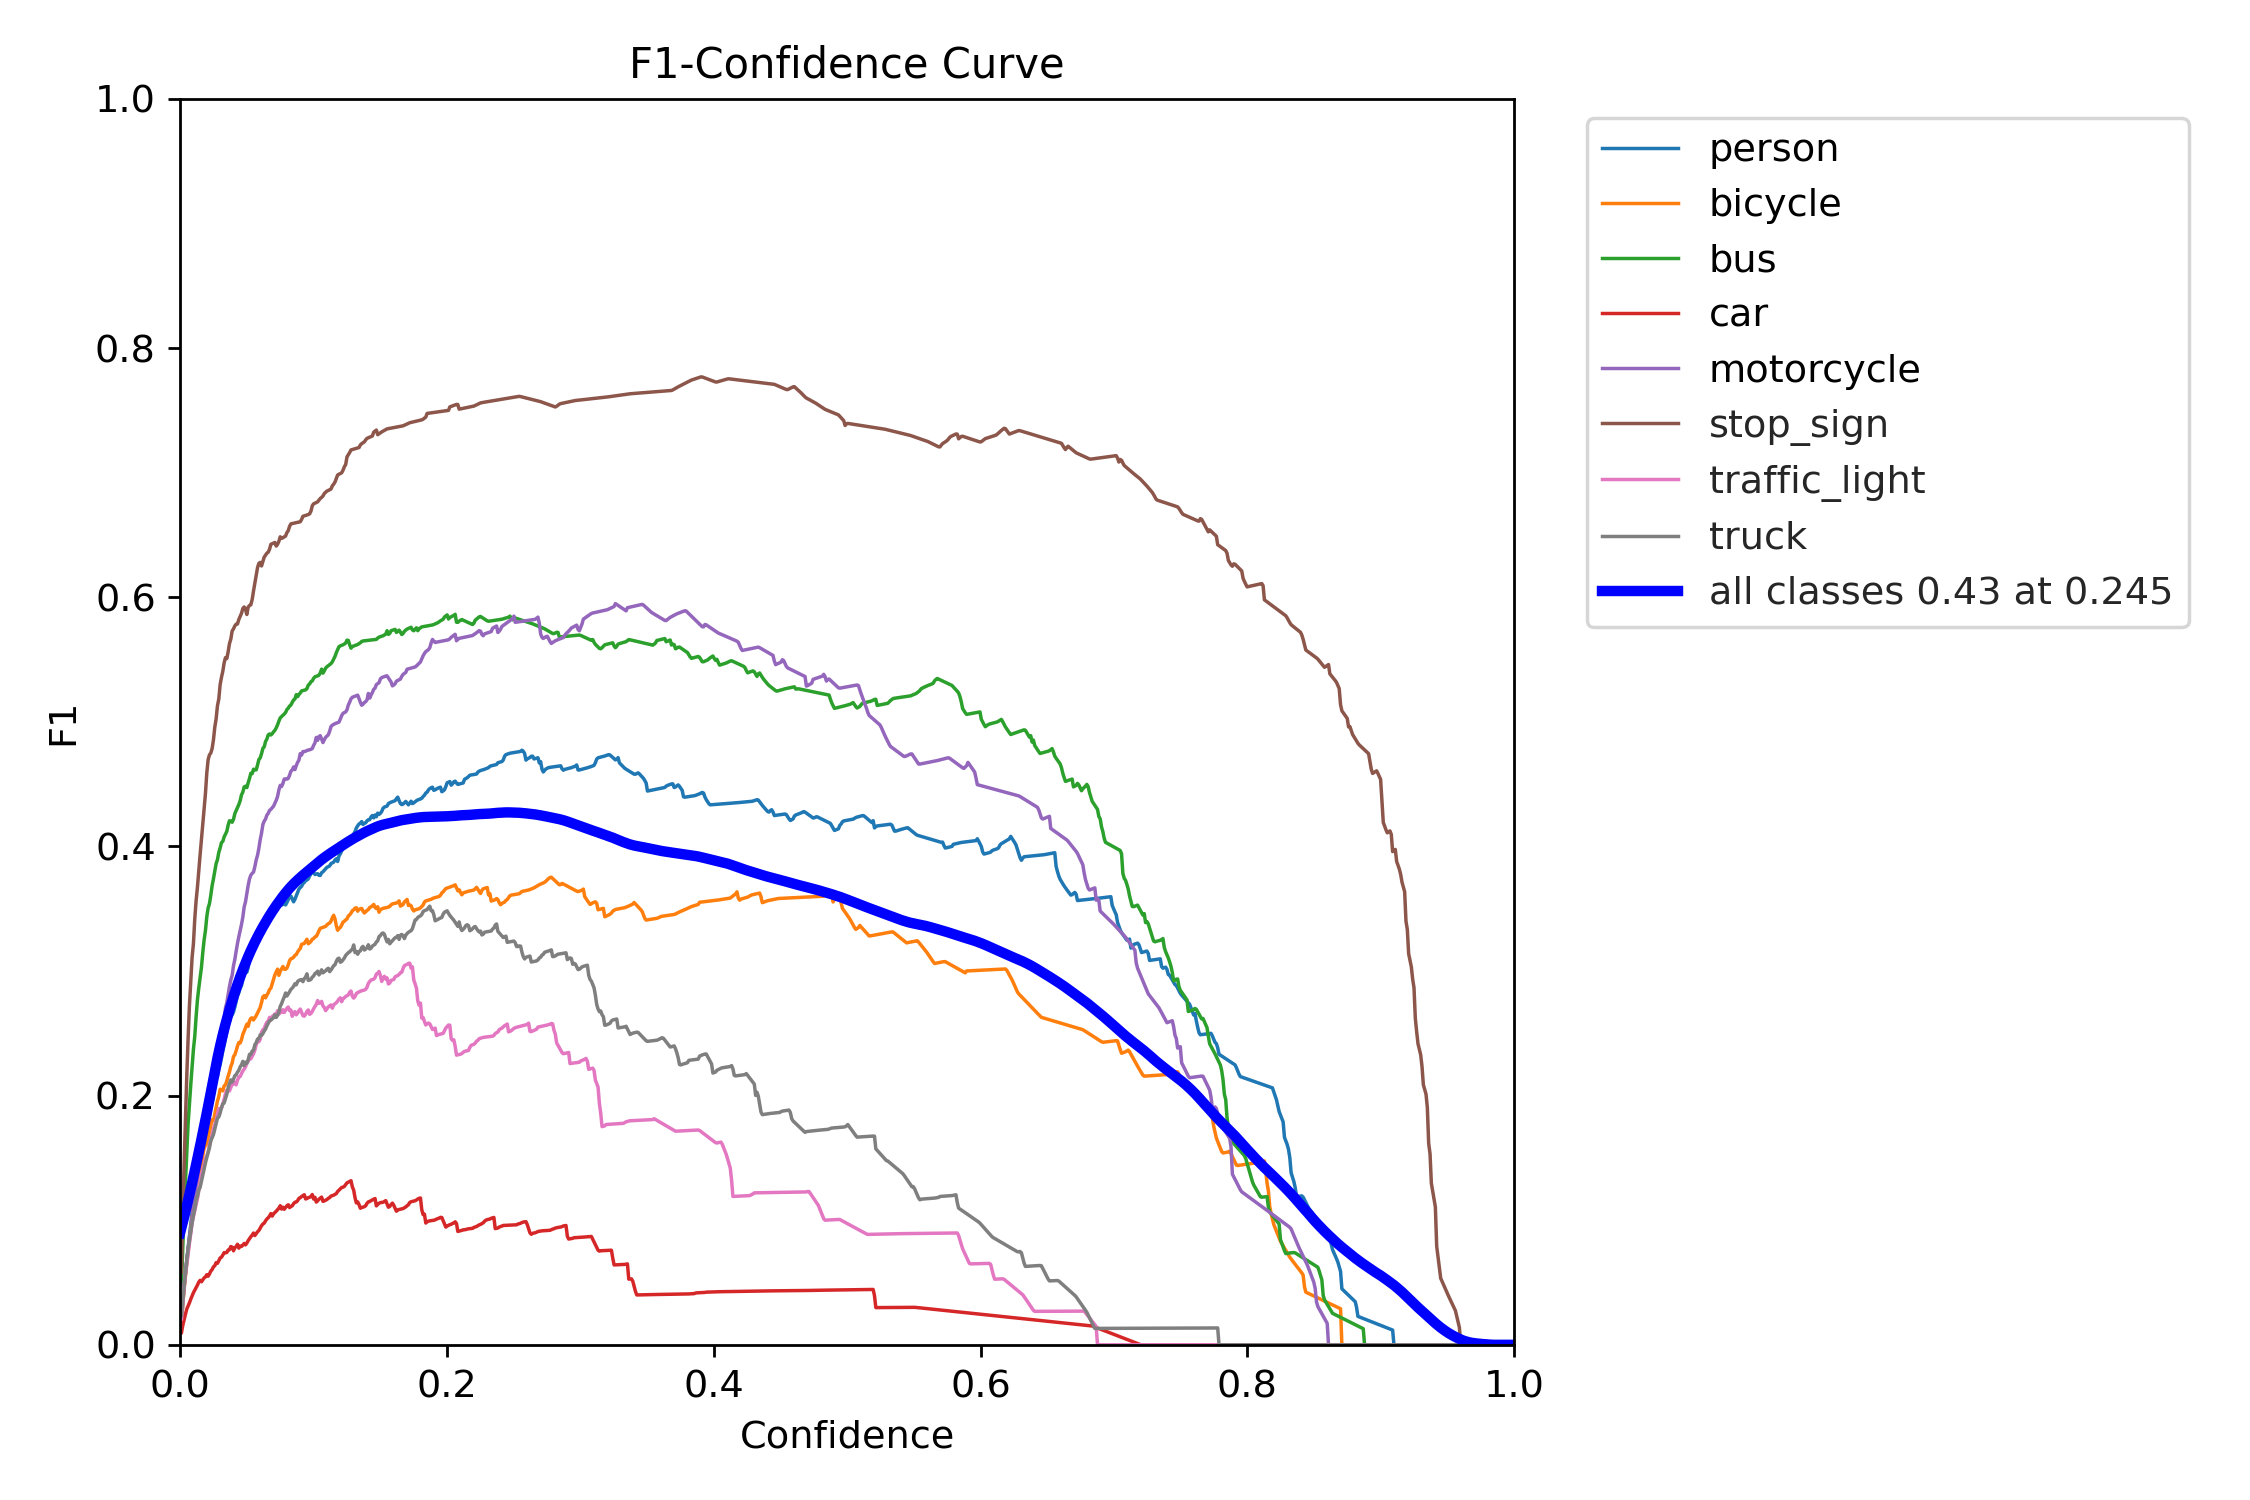 F1-Confidence Curve
1.0
0.8
0.6
0.4
0.2
0.0
F1
0.0 0.2 0.4 0.6 0.8 1.0
Confidence
person
bicycle
bus
car
motorcycle
stop_sign
traffic_light
truck
all classes 0.43 at 0.245